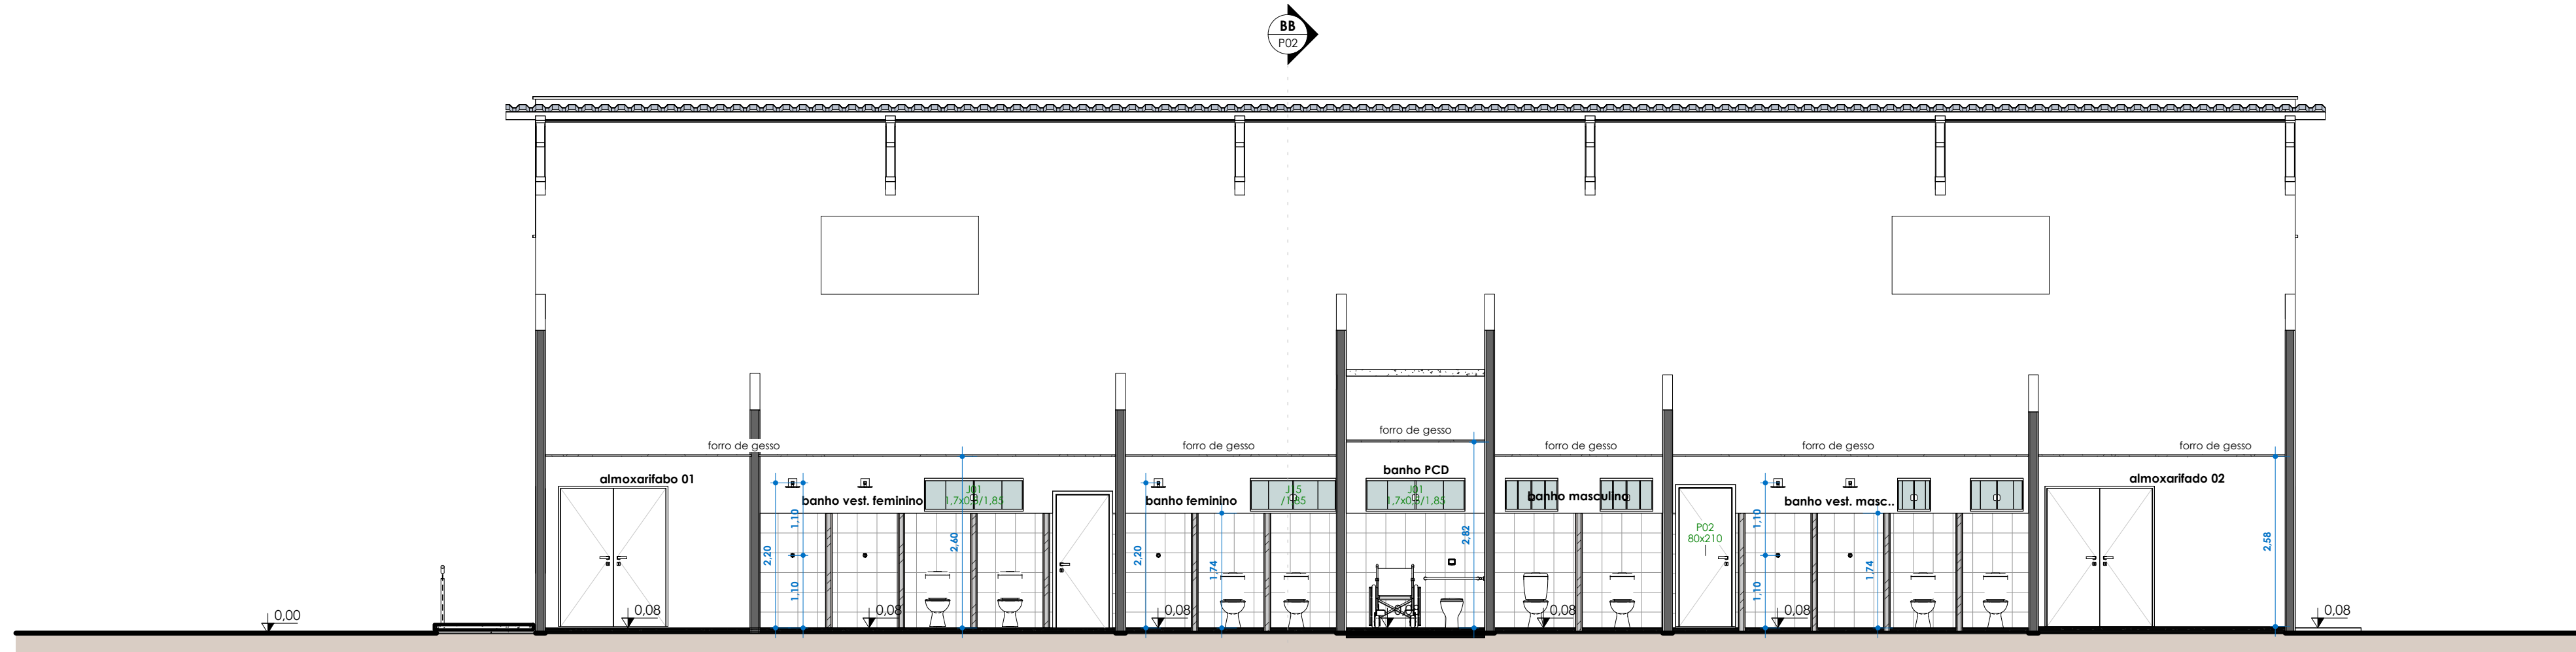 BB
P02
forro de gesso
forro de gesso
forro de gesso
forro de gesso
forro de gesso
forro de gesso
almoxarifabo 01
banho vest. feminino
J01
1,7x0,5/1,85
banho feminino
/1,85
banho PCD
J01
1,7x0,5/1,85
banho masculino
banho vest. masc..
almoxarifado 02
P02
80x210
2,20
1,10
1,10
2,60
2,20
1,74
2,82
1,10
1,10
1,74
2,58
0,00
0,08
0,08
0,08
0,08
0,08
0,08